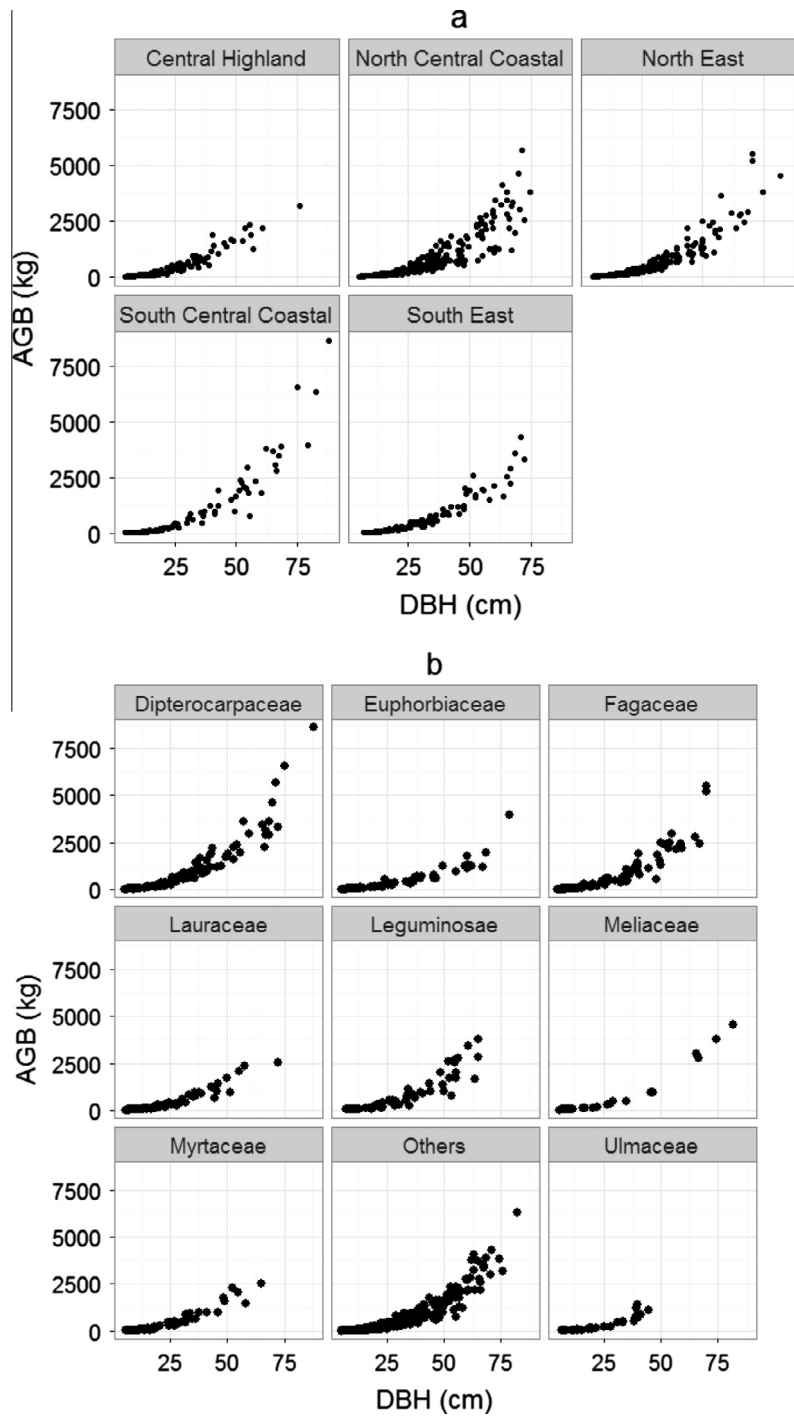 a
Central Highland North Central Coastal North East
7500
5000
2500
0
South Central Coastal South East
7500
5000
2500
0
AGB (kg)
25 50 75 25 50 75
DBH (cm)
b
Dipterocarpaceae Euphorbiaceae Fagaceae
7500
5000
2500
0
Lauraceae Leguminosae Meliaceae
7500
5000
2500
0
AGB (kg)
Myrtaceae Others Ulmaceae
7500
5000
2500
0
25 50 75 25 50 75 25 50 75
DBH (cm)